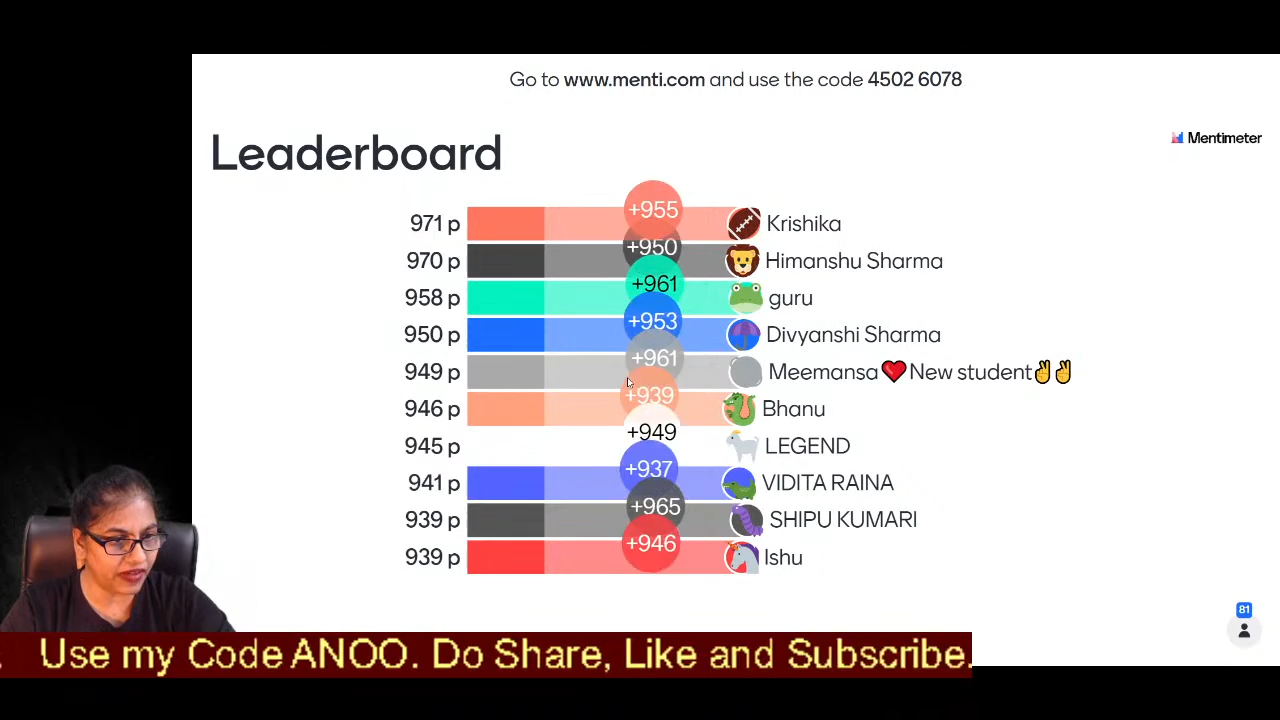 Go to www.menti.com and use the code 4502 6078
Mentimeter
Leaderboard
971 p +955 Krishika
970 p +950 Himanshu Sharma
958 p +961 guru
950 p +953 Divyanshi Sharma
949 p +961 Meemansa❤️New student✌️✌️
946 p +939 Bhanu
945 p +949 LEGEND
941 p +937 VIDITA RAINA
939 p +965 SHIPU KUMARI
939 p +946 Ishu
81
Use my Code ANOO. Do Share, Like and Subscribe.